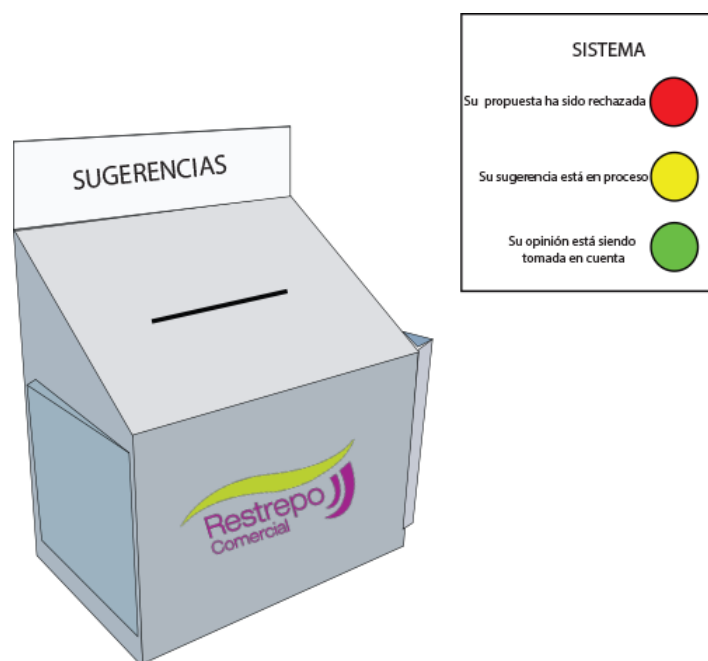 SISTEMA
Su propuesta ha sido rechazada
SUGERENCIAS
Su sugerencia está en proceso
Su opinión está siendo
tomada en cuenta
Restrepo
Comercial